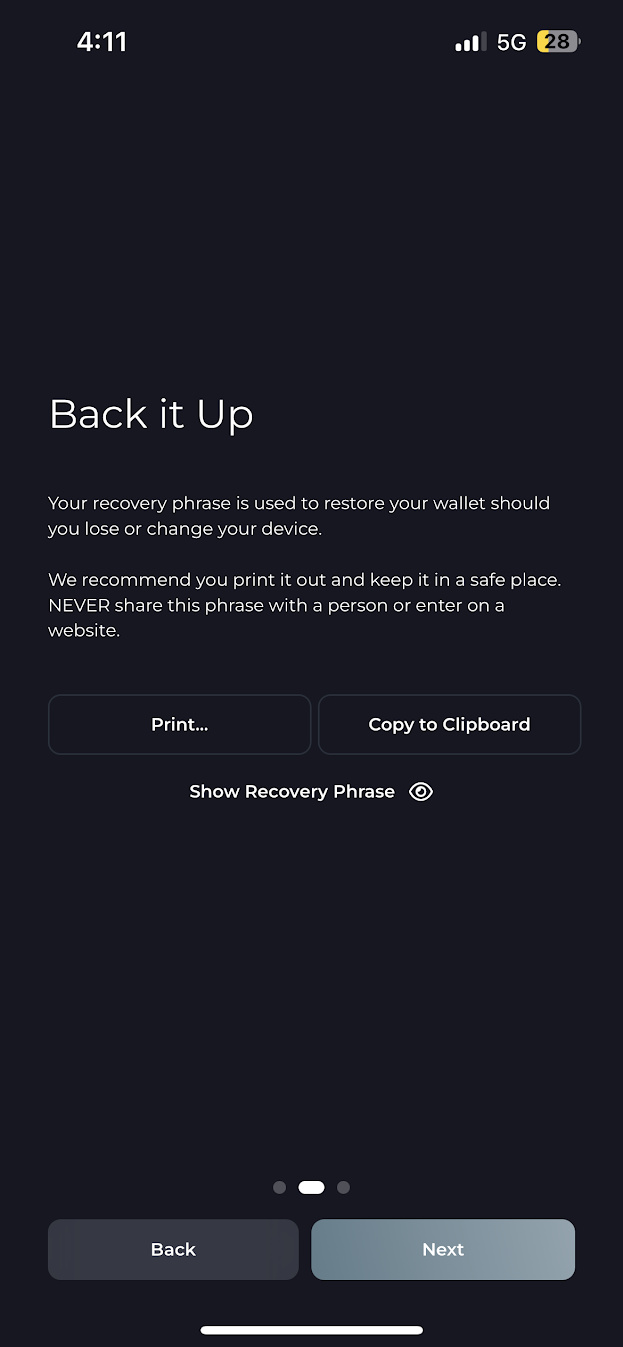 4:11
5G
28
Back it Up
Your recovery phrase is used to restore your wallet should
you lose or change your device.
We recommend you print it out and keep it in a safe place.
NEVER share this phrase with a person or enter on a
website.
Print...
Copy to Clipboard
Show Recovery Phrase
Back
Next